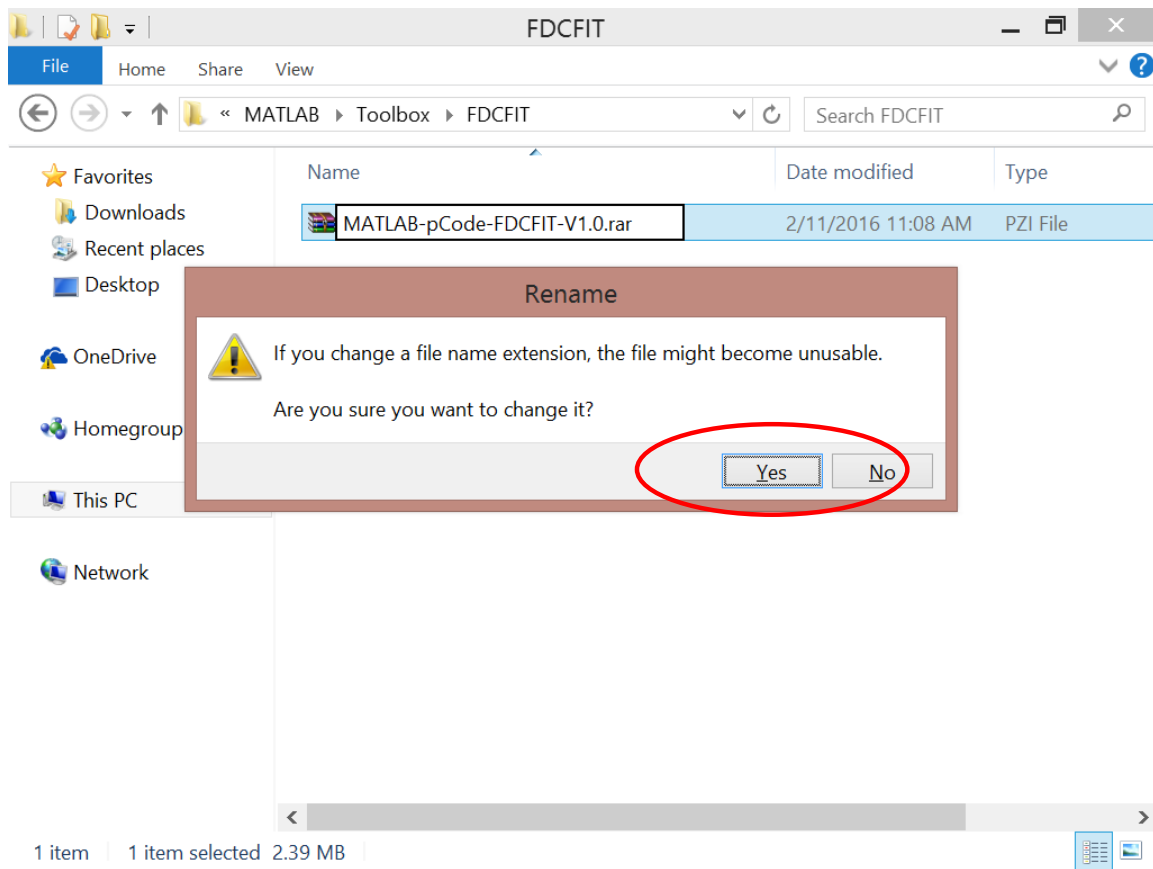 FDCFIT
File Home Share View
« MATLAB Toolbox FDCFIT Search FDCFIT
Favorites
Downloads
Recent places
Desktop
OneDrive
Homegroup
This PC
Network
Name Date modified Type
MATLAB-pCode-FDCFIT-V1.0.rar 2/11/2016 11:08 AM PZI File
Rename
If you change a file name extension, the file might become unusable.
Are you sure you want to change it?
Yes No
1 item 1 item selected 2.39 MB